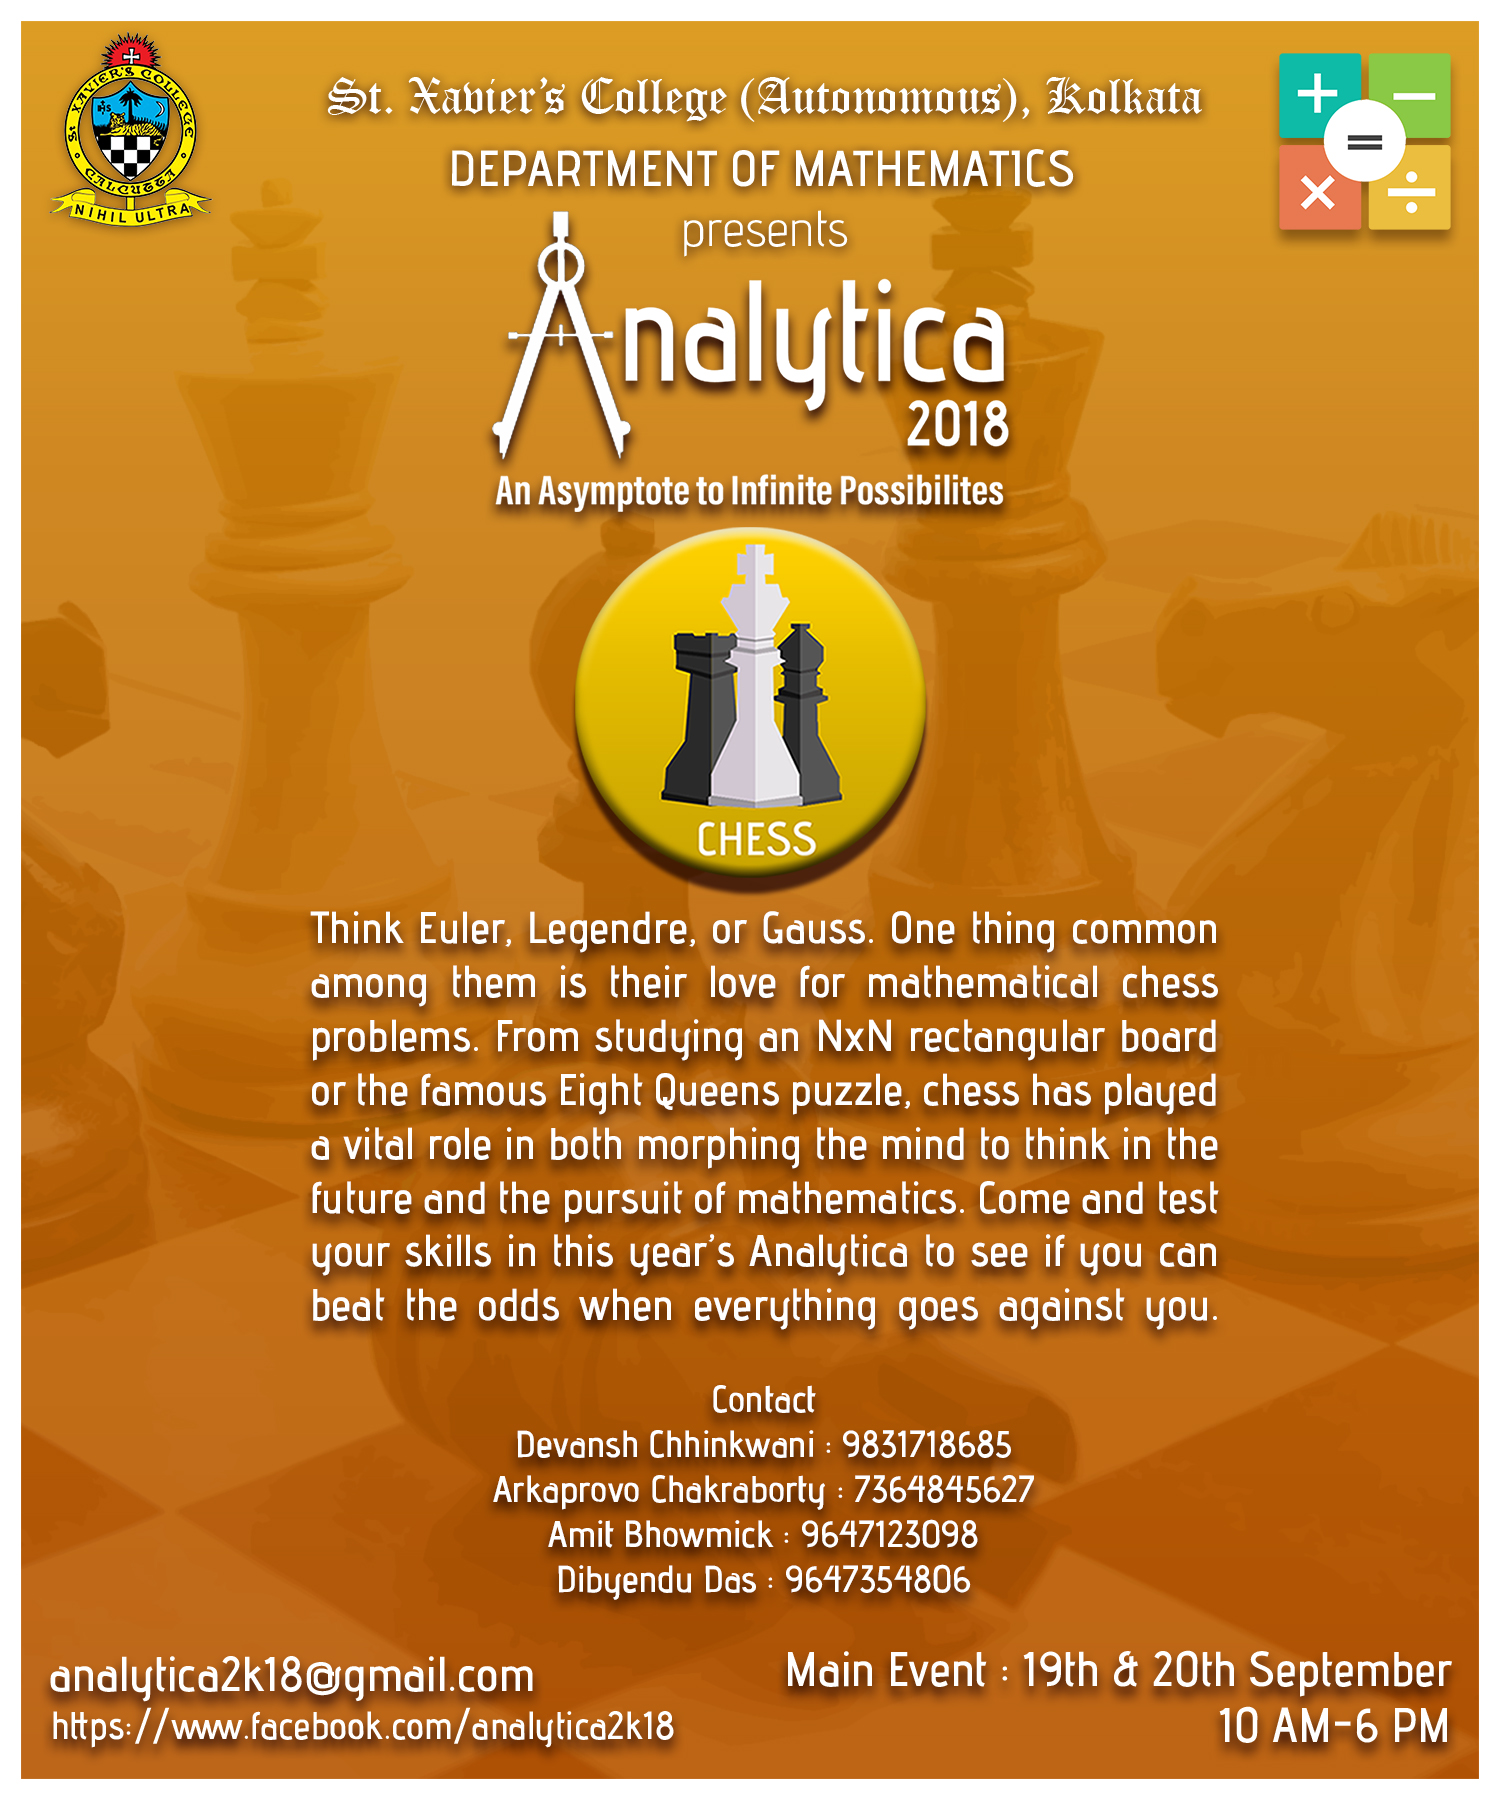 St. Xavier's College (Autonomous), Kolkata
DEPARTMENT OF MATHEMATICS
presents
Analytica
2018
An Asymptote to Infinite Possibilites
ST. XAVIER'S COLLEGE
CALCUTTA
NIHIL ULTRA
+ − = × ÷
CHESS
Think Euler, Legendre, or Gauss. One thing common
among them is their love for mathematical chess
problems. From studying an NxN rectangular board
or the famous Eight Queens puzzle, chess has played
a vital role in both morphing the mind to think in the
future and the pursuit of mathematics. Come and test
your skills in this year's Analytica to see if you can
beat the odds when everything goes against you.
Contact
Devansh Chhinkwani : 9831718685
Arkaprovo Chakraborty : 7364845627
Amit Bhowmick : 9647123098
Dibyendu Das : 9647354806
analytica2k18@gmail.com
https://www.facebook.com/analytica2k18
Main Event : 19th & 20th September
10 AM-6 PM